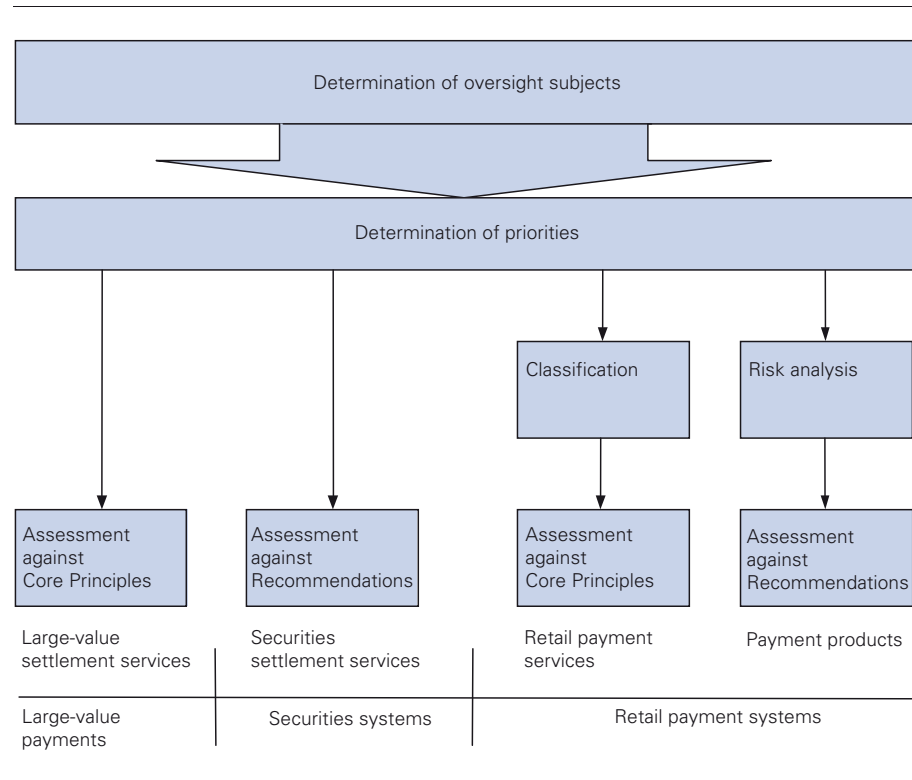 Determination of oversight subjects
Determination of priorities
Classification
Risk analysis
Assessment
against
Core Principles
Assessment
against
Recommendations
Assessment
against
Core Principles
Assessment
against
Recommendations
Large-value
settlement services
Securities
settlement services
Retail payment
services
Payment products
Large-value
payments
Securities systems
Retail payment systems